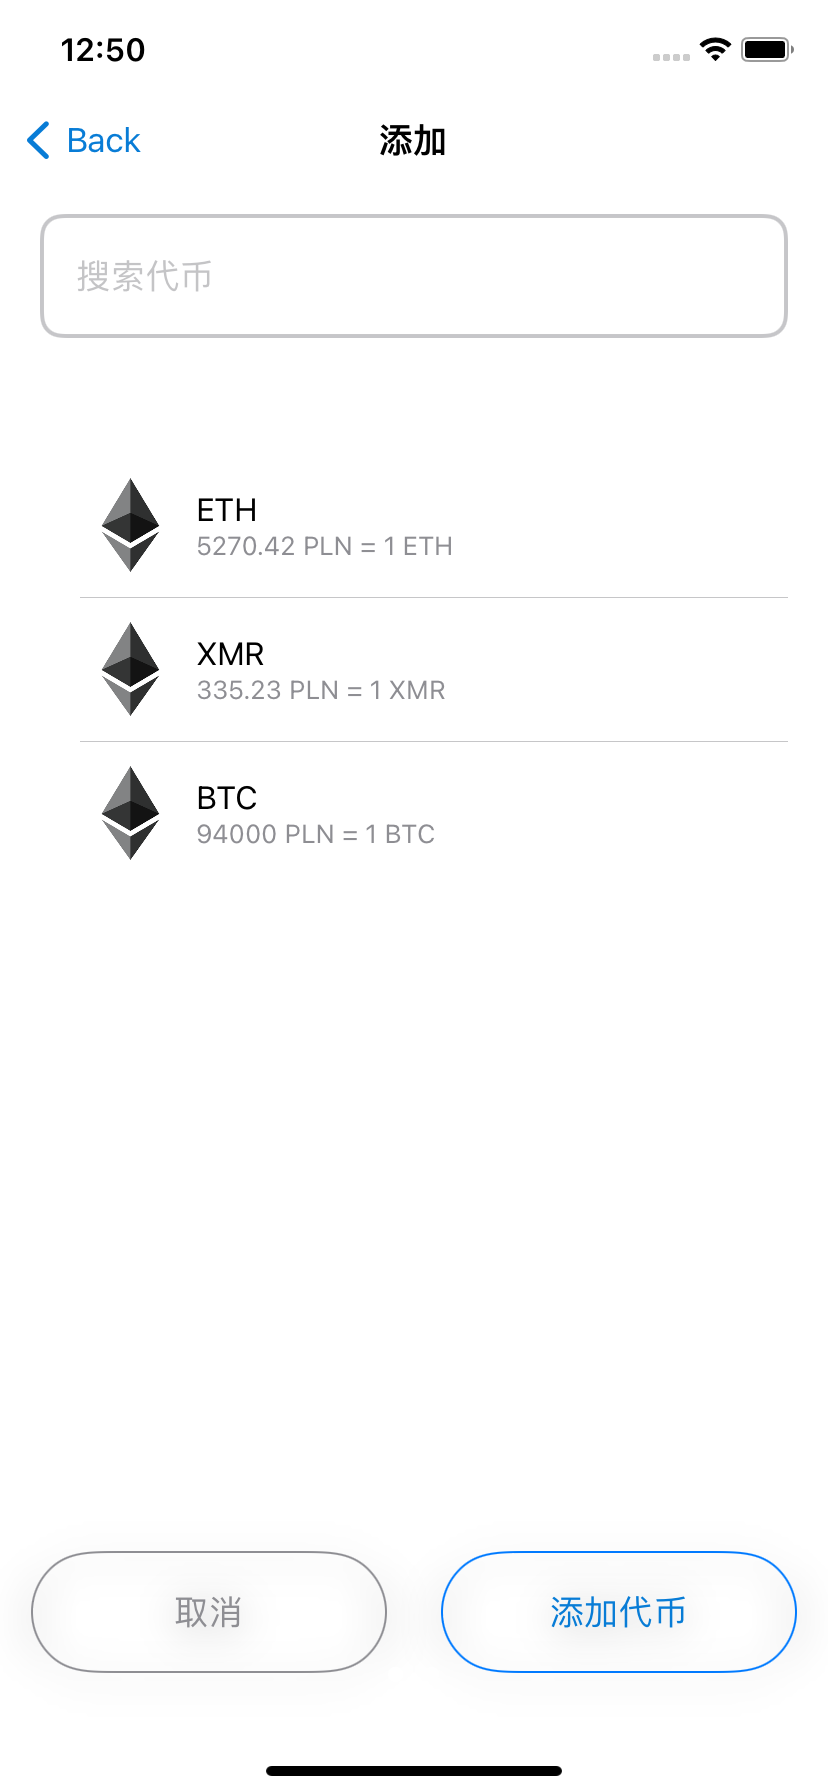 12:50
Back
添加
搜索代币
ETH
5270.42 PLN = 1 ETH
XMR
335.23 PLN = 1 XMR
BTC
94000 PLN = 1 BTC
取消
添加代币